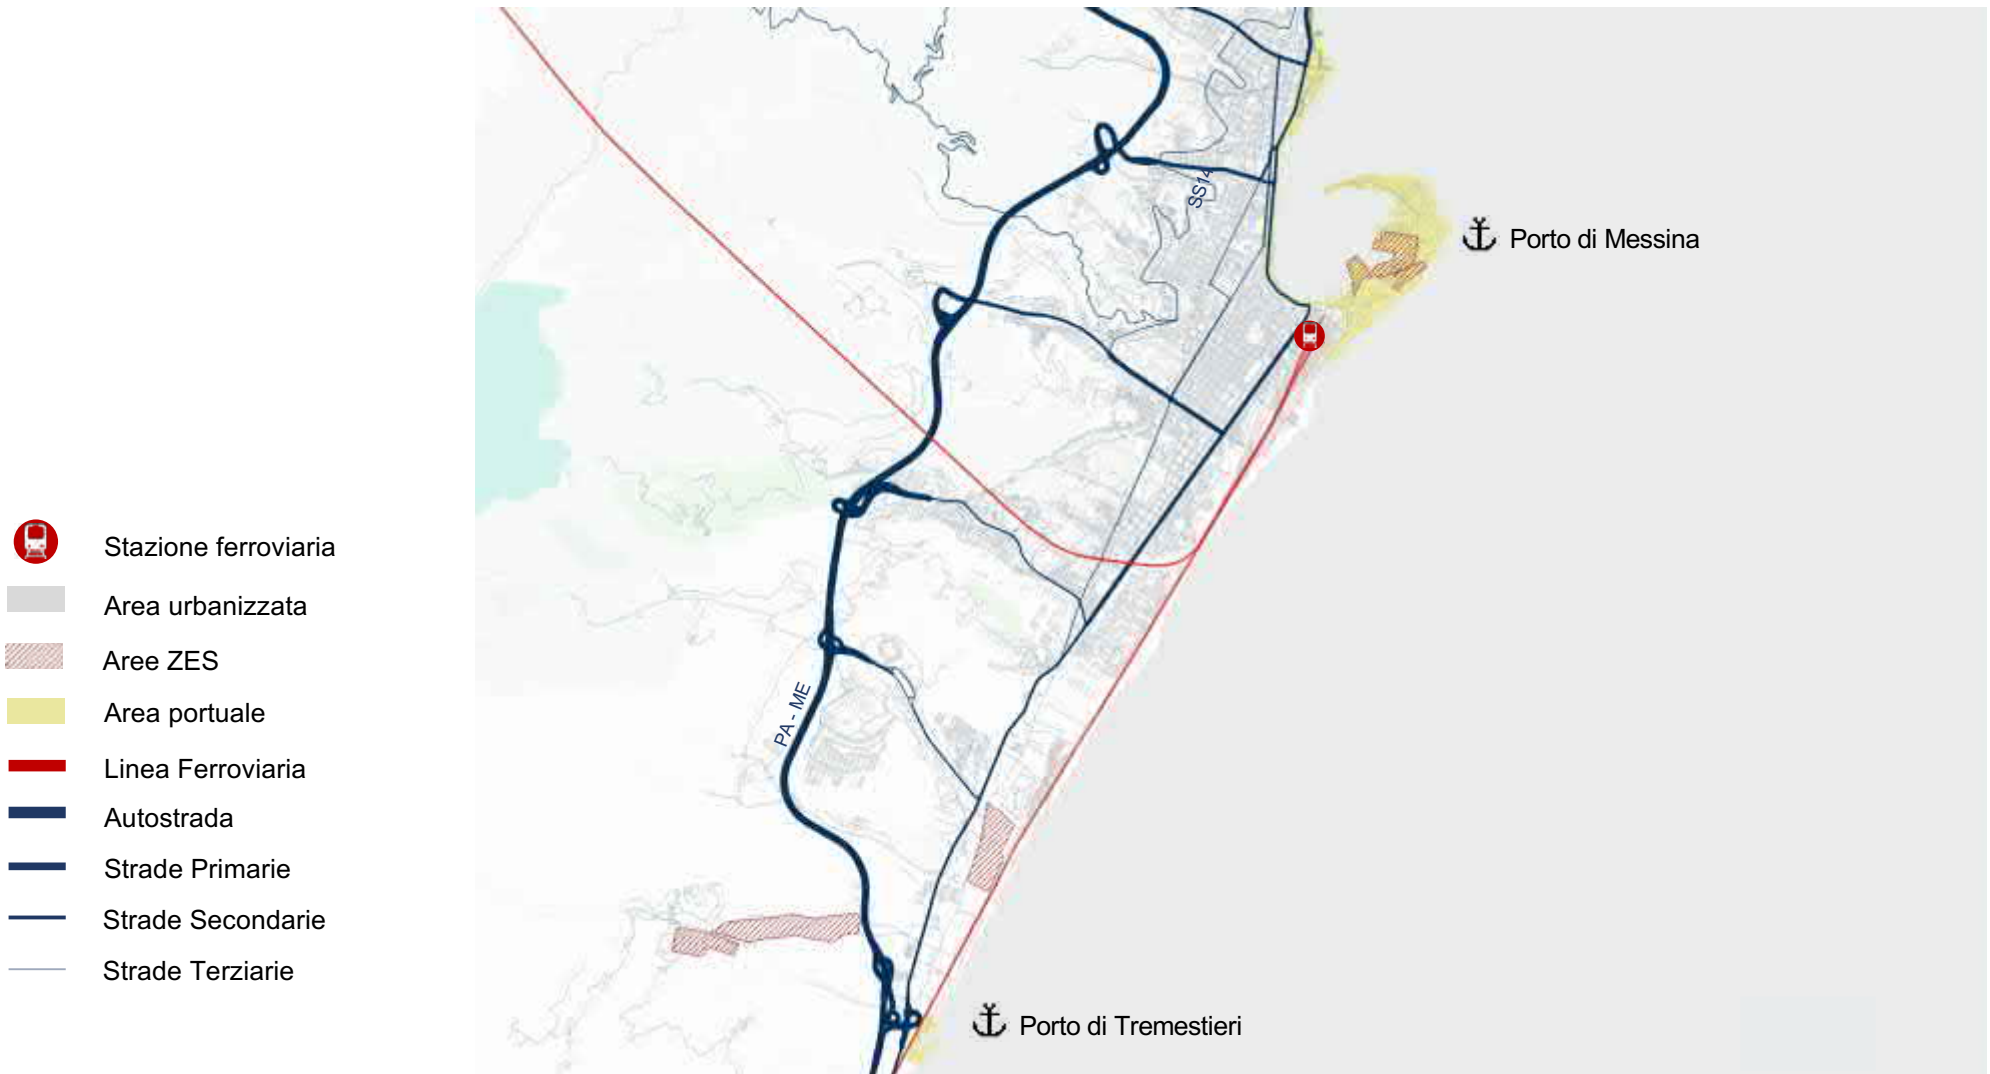 SS14
Porto di Messina
Stazione ferroviaria
Area urbanizzata
Aree ZES
PA - ME
Area portuale
Linea Ferroviaria
Autostrada
Strade Primarie
Strade Secondarie
Strade Terziarie
Porto di Tremestieri